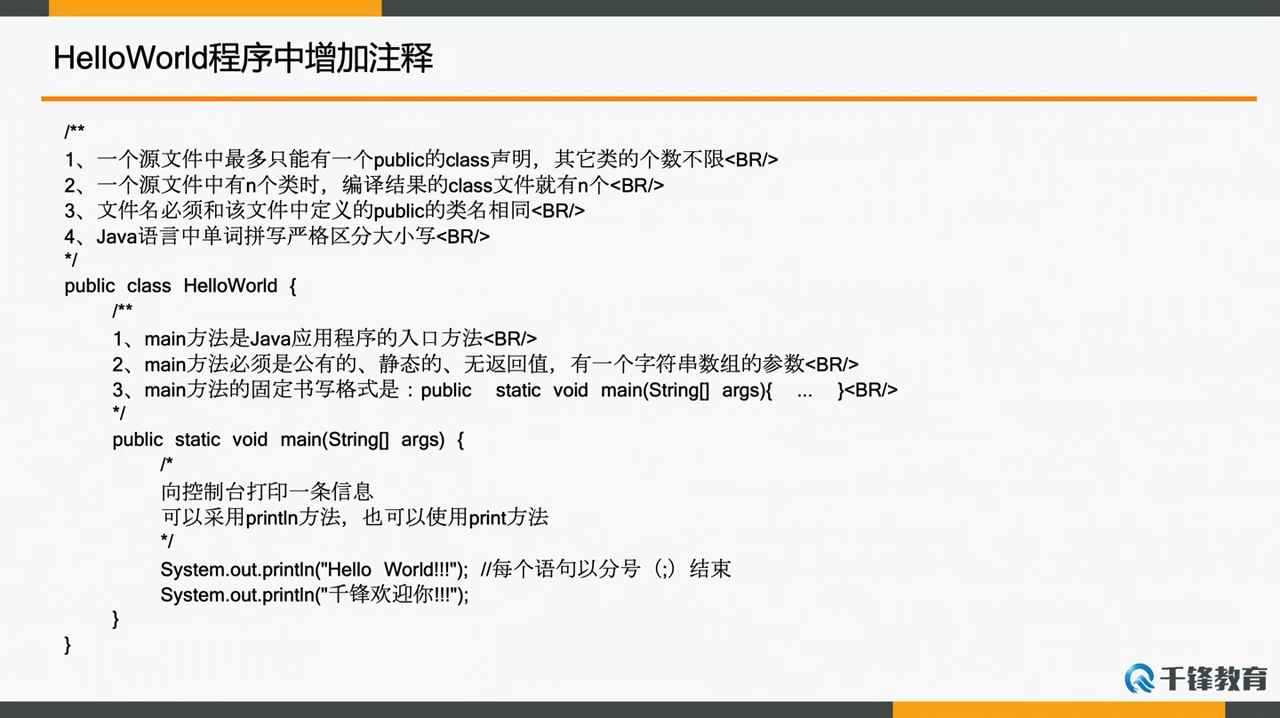 HelloWorld程序中增加注释
/**
1、一个源文件中最多只能有一个public的class声明，其它类的个数不限<BR/>
2、一个源文件中有n个类时，编译结果的class文件就有n个<BR/>
3、文件名必须和该文件中定义的public的类名相同<BR/>
4、Java语言中单词拼写严格区分大小写<BR/>
*/
public class HelloWorld {
/**
1、main方法是Java应用程序的入口方法<BR/>
2、main方法必须是公有的、静态的、无返回值，有一个字符串数组的参数<BR/>
3、main方法的固定书写格式是：public static void main(String[] args){ ... }<BR/>
*/
public static void main(String[] args) {
/*
向控制台打印一条信息
可以采用println方法，也可以使用print方法
*/
System.out.println("Hello World!!!"); //每个语句以分号（;）结束
System.out.println("千锋欢迎你!!!");
}
}
千锋教育